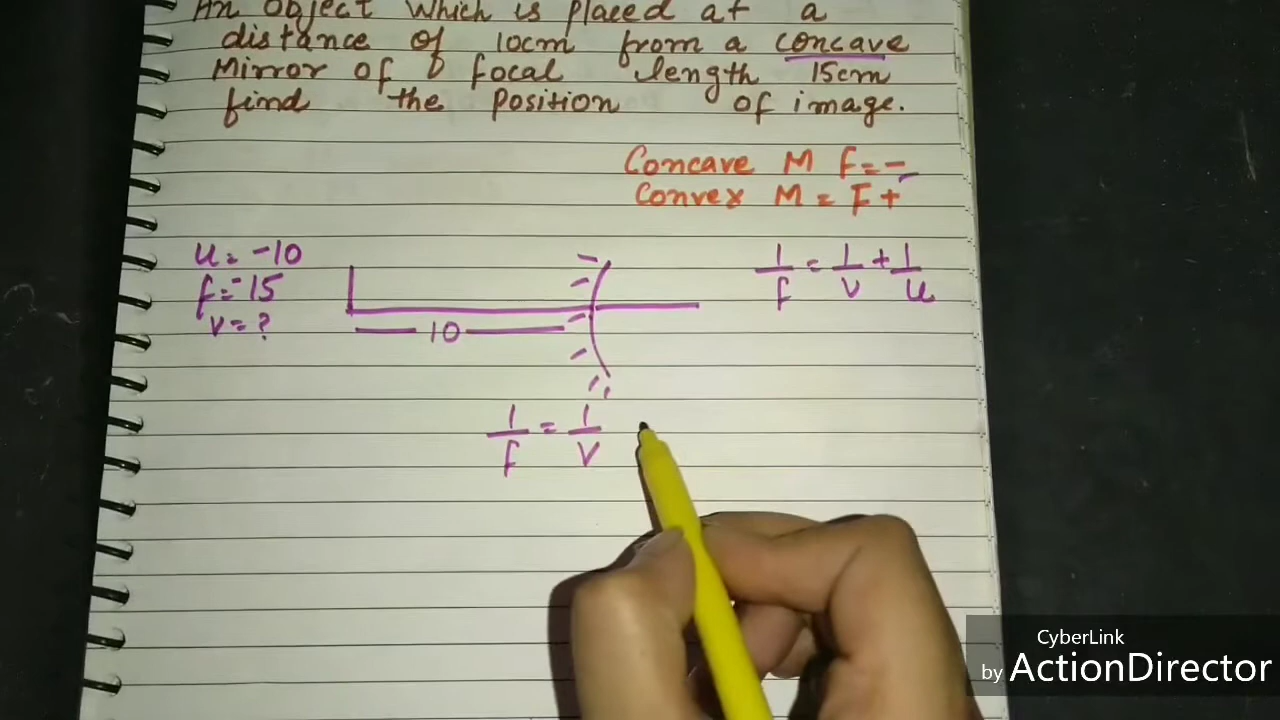 An object which is placed at a
distance of 10cm from a concave
Mirror of focal length 15cm
find the position of image.
Concave M F = -
Convex M = F +
u = -10
f = -15
v = ?
10
1/f = 1/v + 1/u
1/f = 1/v
CyberLink
by ActionDirector